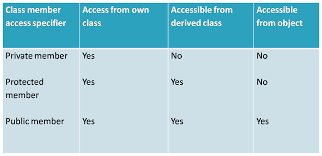 Class member access specifier	Access from own class	Accessible from derived class	Accessible from object
Private member	Yes	No	No
Protected member	Yes	Yes	No
Public member	Yes	Yes	Yes